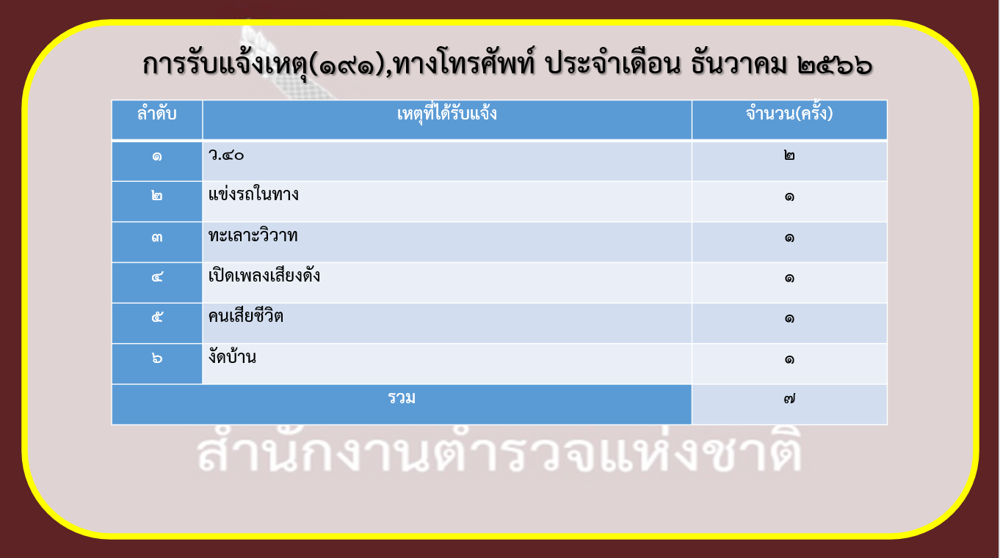 การรับแจ้งเหตุ(๑๙๑),ทางโทรศัพท์ ประจำเดือน ธันวาคม ๒๕๖๖
ลำดับ เหตุที่ได้รับแจ้ง จำนวน(ครั้ง)
๑ ว.๔๐ ๒
๒ แข่งรถในทาง ๑
๓ ทะเลาะวิวาท ๑
๔ เปิดเพลงเสียงดัง ๑
๕ คนเสียชีวิต ๑
๖ งัดบ้าน ๑
รวม ๗
สำนักงานตำรวจแห่งชาติ